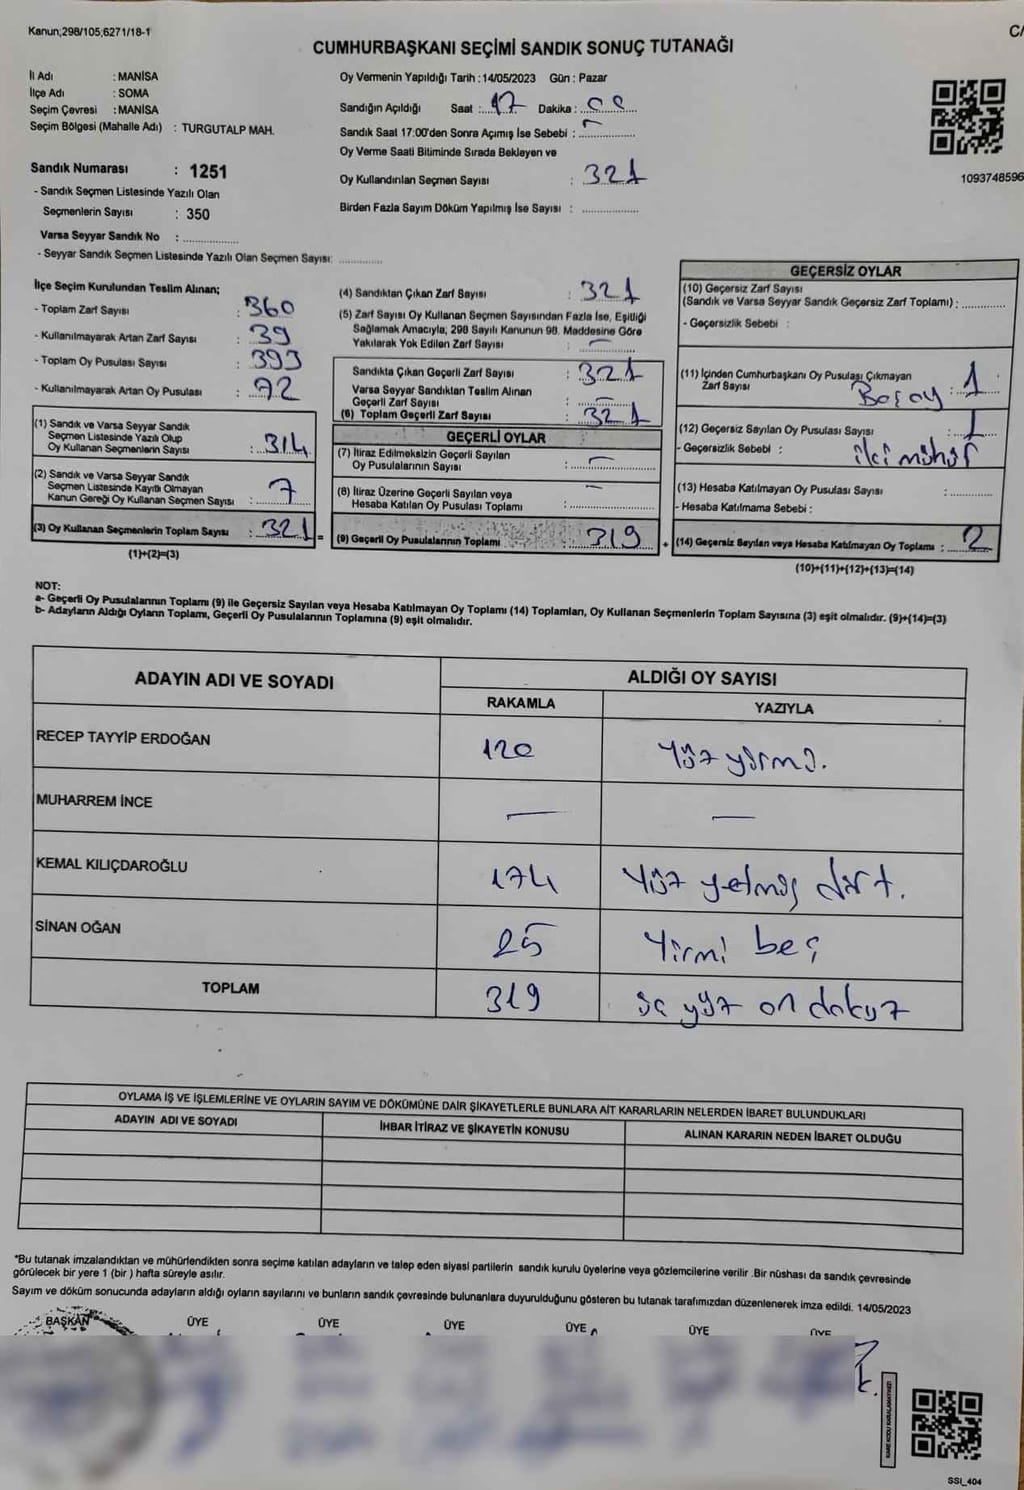 Kanun;298/105;6271/18-1
C/
CUMHURBAŞKANI SEÇİMİ SANDIK SONUÇ TUTANAĞI
İl Adı : MANİSA
İlçe Adı : SOMA
Seçim Çevresi : MANİSA
Seçim Bölgesi (Mahalle Adı) : TURGUTALP MAH.
Sandık Numarası : 1251
- Sandık Seçmen Listesinde Yazılı Olan
Seçmenlerin Sayısı : 350
Varsa Seyyar Sandık No : ................
- Seyyar Sandık Seçmen Listesinde Yazılı Olan Seçmen Sayısı: ............
Oy Vermenin Yapıldığı Tarih : 14/05/2023 Gün : Pazar
Sandığın Açıldığı Saat : 17 Dakika : 00
Sandık Saat 17:00'den Sonra Açımış İse Sebebi : –
Oy Verme Saati Bitiminde Sırada Bekleyen ve
Oy Kullandırılan Seçmen Sayısı : 321
Birden Fazla Sayım Döküm Yapılmış İse Sayısı : ................
1093748596
İlçe Seçim Kurulundan Teslim Alınan;
- Toplam Zarf Sayısı : 360
- Kullanılmayarak Artan Zarf Sayısı : 39
- Toplam Oy Pusulası Sayısı : 393
- Kullanılmayarak Artan Oy Pusulası : 72
(1) Sandık ve Varsa Seyyar Sandık
Seçmen Listesinde Yazılı Olup
Oy Kullanan Seçmenlerin Sayısı : 314
(2) Sandık ve Varsa Seyyar Sandık
Seçmen Listesinde Kayıtlı Olmayan
Kanun Gereği Oy Kullanan Seçmen Sayısı : 7
(3) Oy Kullanan Seçmenlerin Toplam Sayısı : 321 =
(1)+(2)=(3)
(4) Sandıktan Çıkan Zarf Sayısı : 321
(5) Zarf Sayısı Oy Kullanan Seçmen Sayısından Fazla İse, Eşitliği
Sağlamak Amacıyla, 298 Sayılı Kanunun 98. Maddesine Göre
Yakılarak Yok Edilen Zarf Sayısı : –
Sandıkta Çıkan Geçerli Zarf Sayısı : 321
Varsa Seyyar Sandıktan Teslim Alınan
Geçerli Zarf Sayısı : –
(6) Toplam Geçerli Zarf Sayısı : 321
GEÇERLİ OYLAR
(7) İtiraz Edilmeksizin Geçerli Sayılan
Oy Pusulalarının Sayısı : –
(8) İtiraz Üzerine Geçerli Sayılan veya
Hesaba Katılan Oy Pusulası Toplamı : –
(9) Geçerli Oy Pusulalarının Toplamı : 319 +
GEÇERSİZ OYLAR
(10) Geçersiz Zarf Sayısı
(Sandık ve Varsa Seyyar Sandık Geçersiz Zarf Toplamı) : ............
- Geçersizlik Sebebi :
(11) İçinden Cumhurbaşkanı Oy Pusulası Çıkmayan
Zarf Sayısı : 1
(12) Geçersiz Sayılan Oy Pusulası Sayısı : 1
- Geçersizlik Sebebi : iki mühür
(13) Hesaba Katılmayan Oy Pusulası Sayısı : ............
- Hesaba Katılmama Sebebi :
(14) Geçersiz Sayılan veya Hesaba Katılmayan Oy Toplamı : 2
(10)+(11)+(12)+(13)=(14)
NOT:
a- Geçerli Oy Pusulalarının Toplamı (9) ile Geçersiz Sayılan veya Hesaba Katılmayan Oy Toplamı (14) Toplamları, Oy Kullanan Seçmenlerin Toplam Sayısına (3) eşit olmalıdır. (9)+(14)=(3)
b- Adayların Aldığı Oyların Toplamı, Geçerli Oy Pusulalarının Toplamına (9) eşit olmalıdır.
ADAYIN ADI VE SOYADI
ALDIĞI OY SAYISI
RAKAMLA YAZIYLA
RECEP TAYYİP ERDOĞAN 120 Yüz yirmi.
MUHARREM İNCE — —
KEMAL KILIÇDAROĞLU 174 Yüz yetmiş dört.
SİNAN OĞAN 25 Yirmi beş
TOPLAM 319 üç yüz on dokuz
OYLAMA İŞ VE İŞLEMLERİNE VE OYLARIN SAYIM VE DÖKÜMÜNE DAİR ŞİKAYETLERLE BUNLARA AİT KARARLARIN NELERDEN İBARET BULUNDUKLARI
ADAYIN ADI VE SOYADI İHBAR İTİRAZ VE ŞİKAYETİN KONUSU ALINAN KARARIN NEDEN İBARET OLDUĞU
*Bu tutanak imzalandıktan ve mühürlendikten sonra seçime katılan adayların ve talep eden siyasi partilerin sandık kurulu üyelerine veya gözlemcilerine verilir .Bir nüshası da sandık çevresinde
görülecek bir yere 1 (bir ) hafta süreyle asılır.
Sayım ve döküm sonucunda adayların aldığı oyların sayılarını ve bunların sandık çevresinde bulunanlara duyurulduğunu gösteren bu tutanak tarafımızdan düzenlenerek imza edildi. 14/05/2023
BAŞKAN ÜYE ÜYE ÜYE ÜYE ÜYE ÜYE
KARE KODU KARALAMAYINIZ!
SSI_404